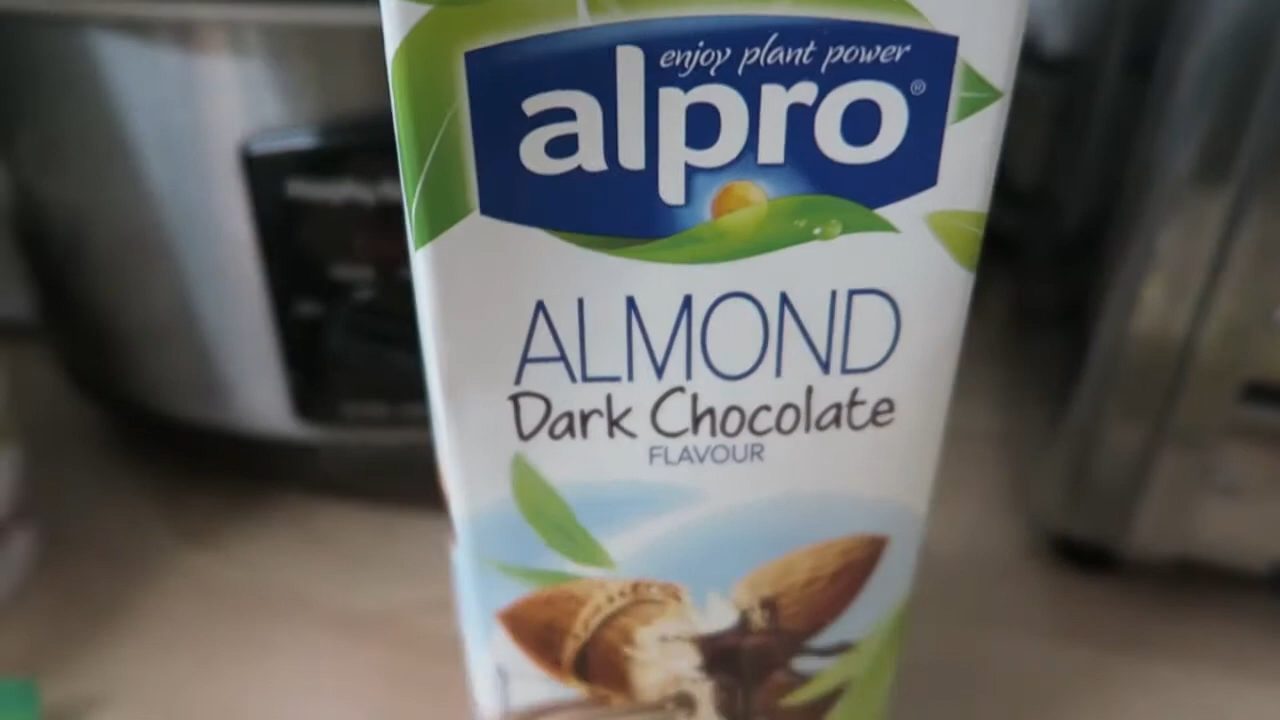 enjoy plant power
alpro®
ALMOND
Dark Chocolate
FLAVOUR